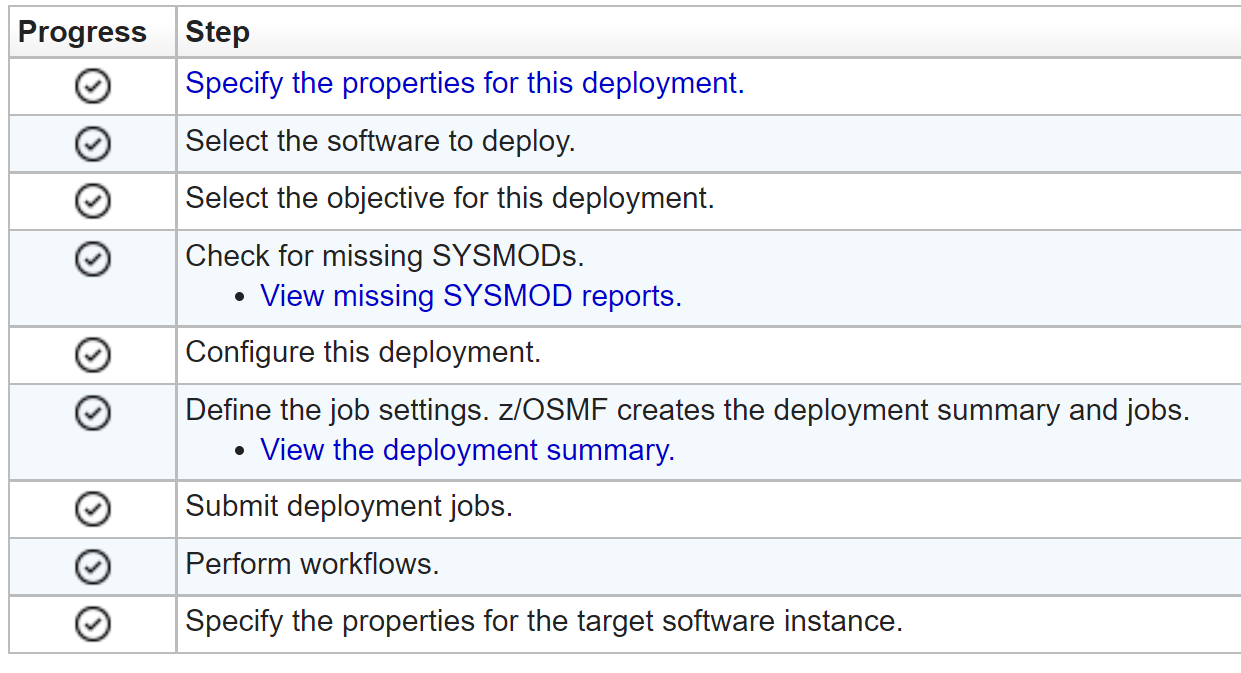 Progress Step
Specify the properties for this deployment.
Select the software to deploy.
Select the objective for this deployment.
Check for missing SYSMODs.
• View missing SYSMOD reports.
Configure this deployment.
Define the job settings. z/OSMF creates the deployment summary and jobs.
• View the deployment summary.
Submit deployment jobs.
Perform workflows.
Specify the properties for the target software instance.